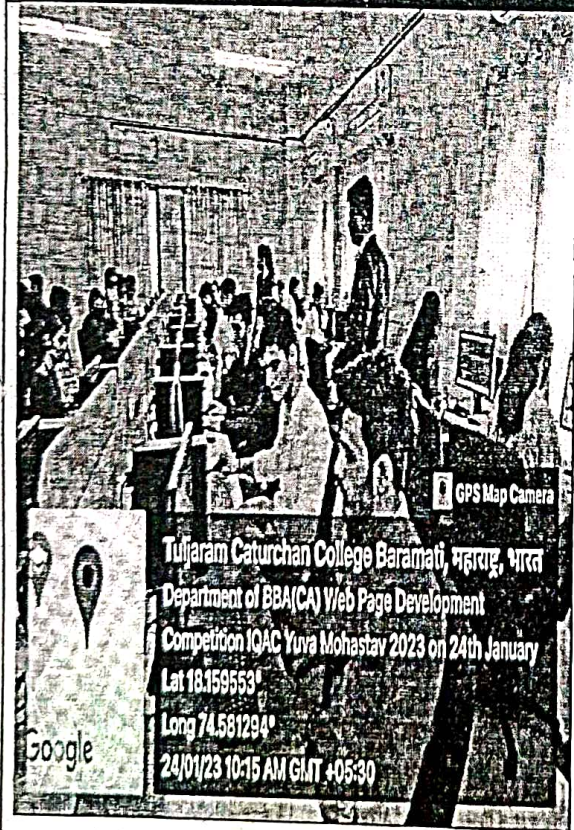 GPS Map Camera
Tuljaram Caturchan College Baramati, महाराष्ट्र, भारत
Department of BBA(CA) Web Page Development
Competition IQAC Yuva Mohastav 2023 on 24th January
Lat 18.159553°
Long 74.581294°
24/01/23 10:15 AM GMT +05:30
Google